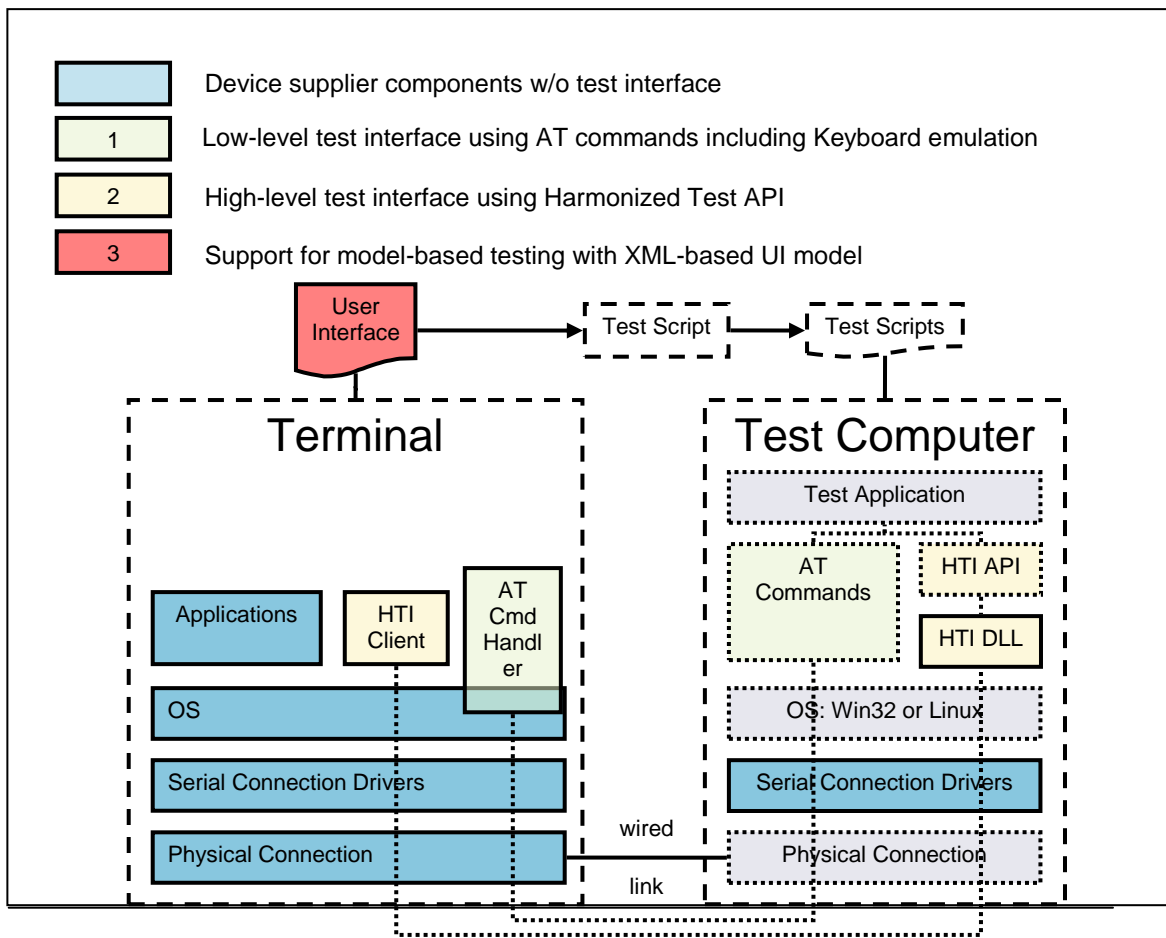 Device supplier components w/o test interface
1
Low-level test interface using AT commands including Keyboard emulation
2
High-level test interface using Harmonized Test API
3
Support for model-based testing with XML-based UI model
User
Interface
Test Script
Test Scripts
Terminal
Test Computer
Test Application
Applications
HTI
Client
AT
Cmd
Handl
er
AT
Commands
HTI API
HTI DLL
OS
OS: Win32 or Linux
Serial Connection Drivers
Serial Connection Drivers
Physical Connection
wired
link
Physical Connection